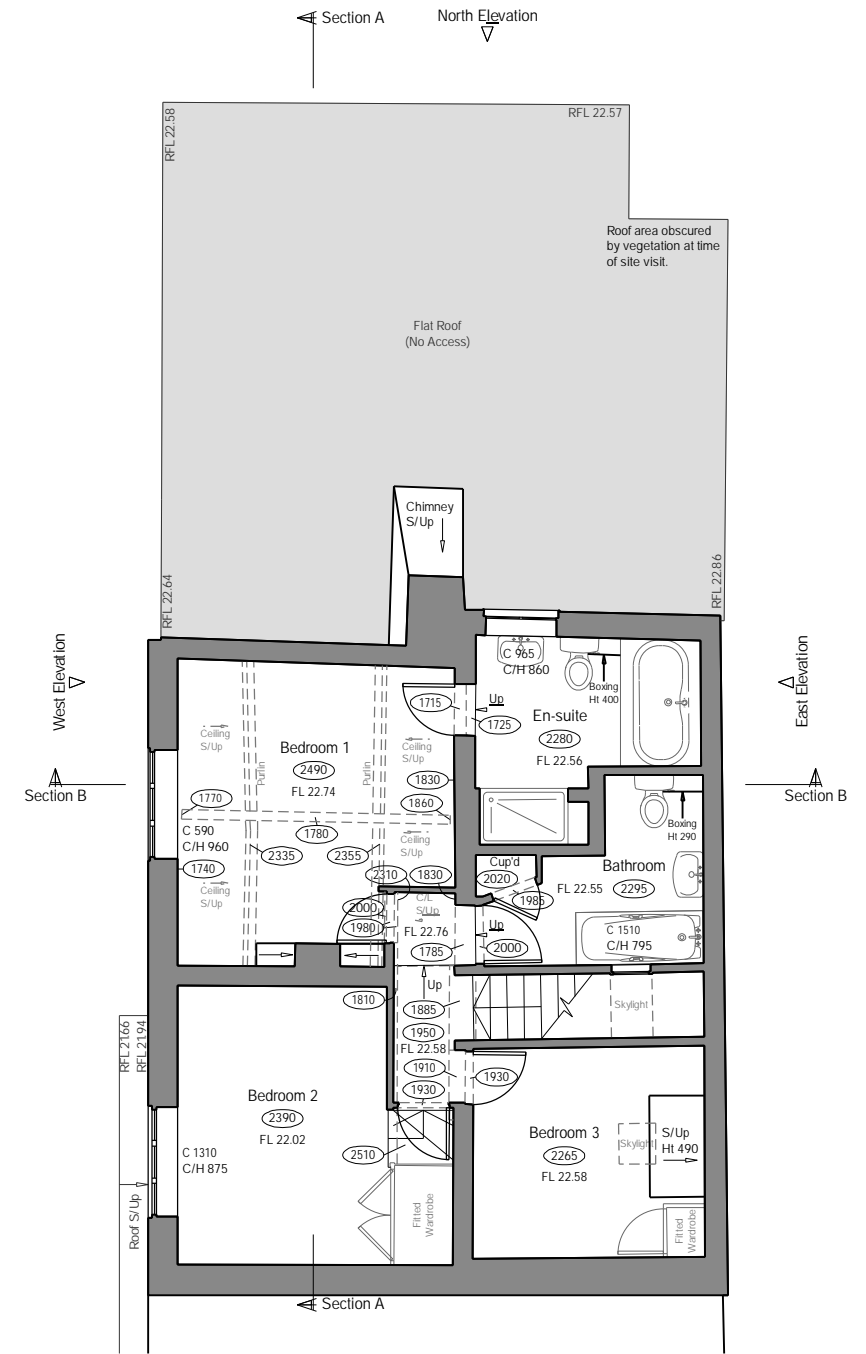 Section A
North Elevation
RFL 22.58
RFL 22.57
Roof area obscured
by vegetation at time
of site visit.
Flat Roof
(No Access)
Chimney
S/Up
RFL 22.64
RFL 22.86
West Elevation
East Elevation
Section B
Section B
C 965
C/H 860
Boxing
Ht 400
Up
1715
1725
En-suite
2280
FL 22.56
Ceiling
S/Up
Ceiling
S/Up
Purlin
Purlin
Bedroom 1
2490
FL 22.74
1830
1860
1770
1780
C 590
C/H 960
1740
2335
2355
Ceiling
S/Up
Ceiling
S/Up
2310
1830
Boxing
Ht 290
Cup'd
2020
1985
Bathroom
2295
FL 22.55
C 1510
C/H 795
2000
1980
C/L
S/Up
FL 22.76
1785
Up
2000
Up
1810
1885
1950
FL 22.58
1910
1930
1930
Skylight
RFL 21.66
RFL 21.94
Bedroom 2
2390
FL 22.02
C 1310
C/H 875
2510
Fitted
Wardrobe
Bedroom 3
2265
FL 22.58
Skylight
S/Up
Ht 490
Fitted
Wardrobe
Roof S/Up
Section A